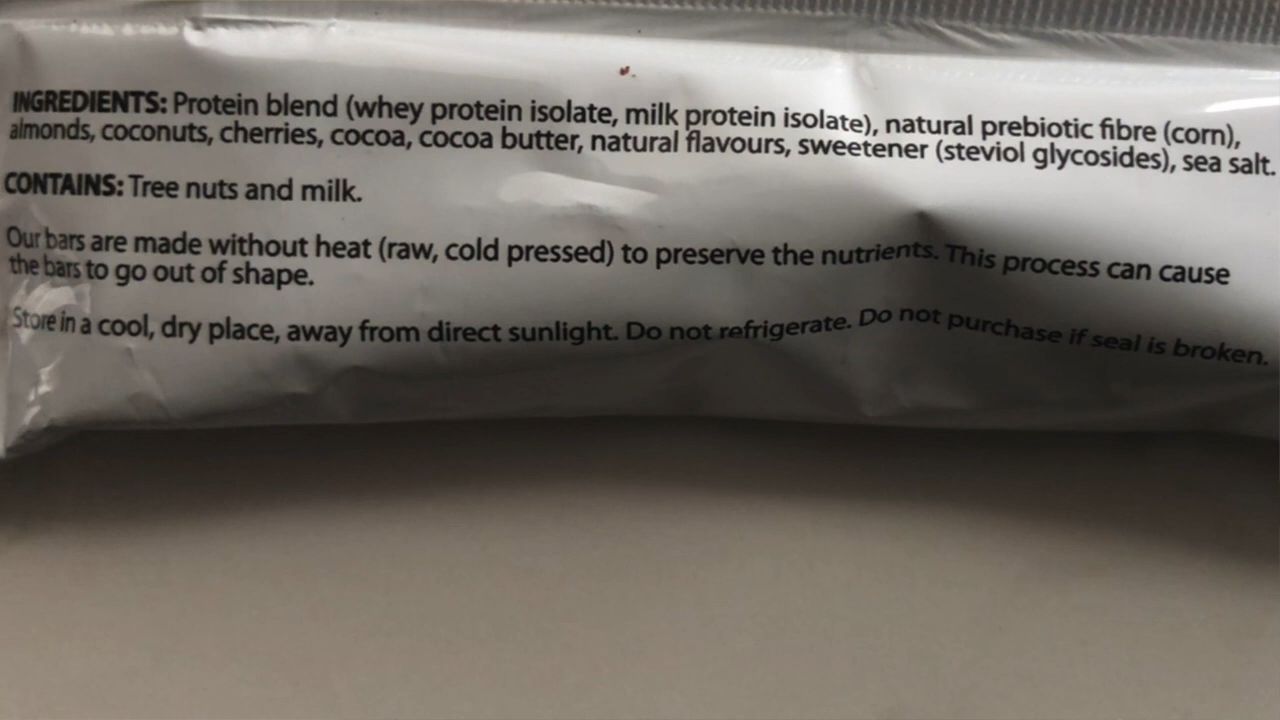 INGREDIENTS: Protein blend (whey protein isolate, milk protein isolate), natural prebiotic fibre (corn),
almonds, coconuts, cherries, cocoa, cocoa butter, natural flavours, sweetener (steviol glycosides), sea salt.
CONTAINS: Tree nuts and milk.
Our bars are made without heat (raw, cold pressed) to preserve the nutrients. This process can cause
the bars to go out of shape.
Store in a cool, dry place, away from direct sunlight. Do not refrigerate. Do not purchase if seal is broken.